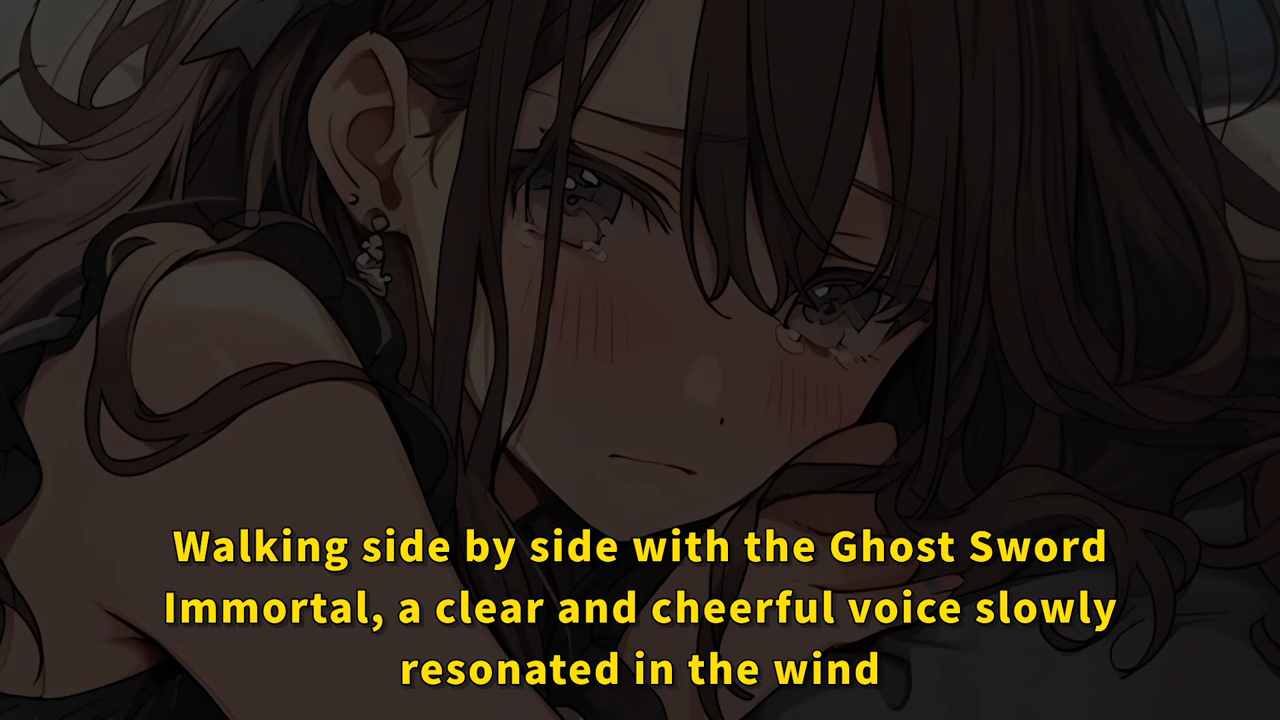 Walking side by side with the Ghost Sword
Immortal, a clear and cheerful voice slowly
resonated in the wind